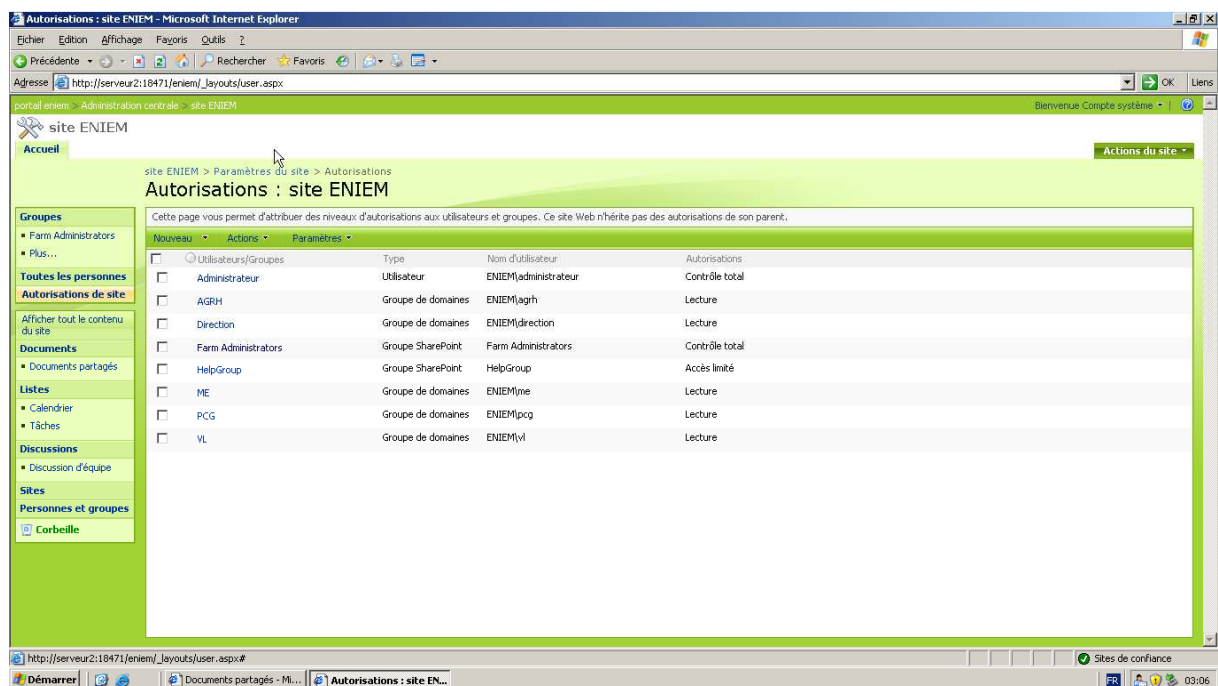 Autorisations : site ENIEM - Microsoft Internet Explorer
Fichier Edition Affichage Favoris Outils ?
Précédente Rechercher Favoris
Adresse http://serveur2:18471/eniem/_layouts/user.aspx OK Liens
portail eniem > Administration centrale > site ENIEM Bienvenue Compte système
site ENIEM
Accueil Actions du site
site ENIEM > Paramètres du site > Autorisations
Autorisations : site ENIEM
Groupes
Farm Administrators
Plus...
Toutes les personnes
Autorisations de site
Afficher tout le contenu
du site
Documents
Documents partagés
Listes
Calendrier
Tâches
Discussions
Discussion d'équipe
Sites
Personnes et groupes
Corbeille
Cette page vous permet d'attribuer des niveaux d'autorisations aux utilisateurs et groupes. Ce site Web n'hérite pas des autorisations de son parent.
Nouveau Actions Paramètres
Utilisateurs/Groupes Type Nom d'utilisateur Autorisations
Administrateur Utilisateur ENIEM\administrateur Contrôle total
AGRH Groupe de domaines ENIEM\agrh Lecture
Direction Groupe de domaines ENIEM\direction Lecture
Farm Administrators Groupe SharePoint Farm Administrators Contrôle total
HelpGroup Groupe SharePoint HelpGroup Accès limité
ME Groupe de domaines ENIEM\me Lecture
PCG Groupe de domaines ENIEM\pcg Lecture
VL Groupe de domaines ENIEM\vl Lecture
http://serveur2:18471/eniem/_layouts/user.aspx# Sites de confiance
Démarrer Documents partagés - Mi... Autorisations : site EN... FR 03:06